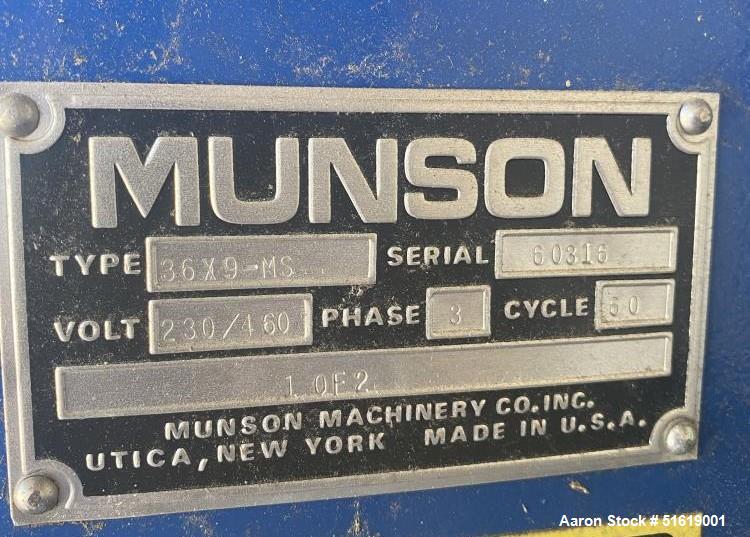 MUNSON
TYPE 36X9-MS SERIAL 60316
VOLT 230/460 PHASE 3 CYCLE 60
1 OF 2
MUNSON MACHINERY CO. INC.
UTICA, NEW YORK MADE IN U.S.A.
Aaron Stock # 51619001